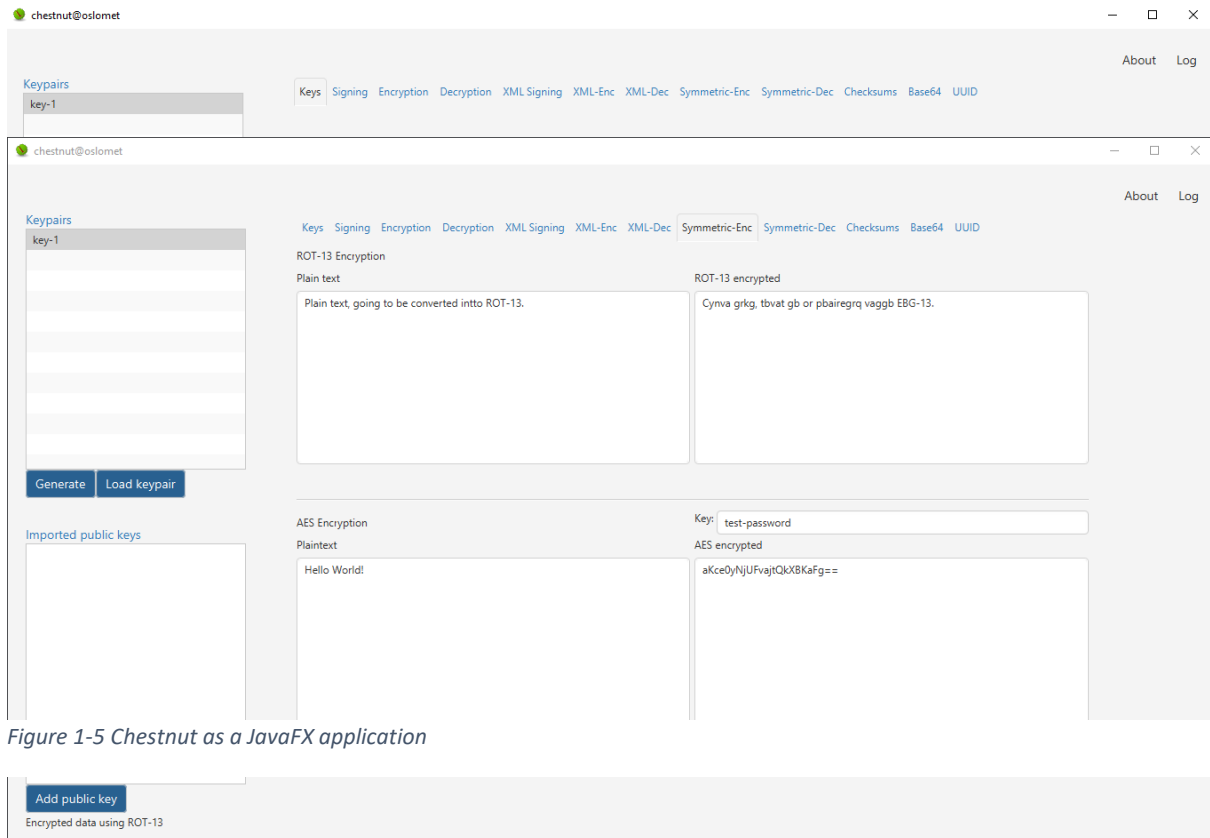 chestnut@oslomet
About Log
Keypairs
Keys Signing Encryption Decryption XML Signing XML-Enc XML-Dec Symmetric-Enc Symmetric-Dec Checksums Base64 UUID
key-1
chestnut@oslomet
About Log
Keypairs
Keys Signing Encryption Decryption XML Signing XML-Enc XML-Dec Symmetric-Enc Symmetric-Dec Checksums Base64 UUID
key-1
ROT-13 Encryption
Plain text ROT-13 encrypted
Plain text, going to be converted intto ROT-13. Cynva grkg, tbvat gb or pbairegrq vaggb EBG-13.
Generate Load keypair
AES Encryption Key: test-password
Imported public keys
Plaintext AES encrypted
Hello World! aKce0yNjUFvajtQkXBKaFg==
Figure 1-5 Chestnut as a JavaFX application
Add public key
Encrypted data using ROT-13